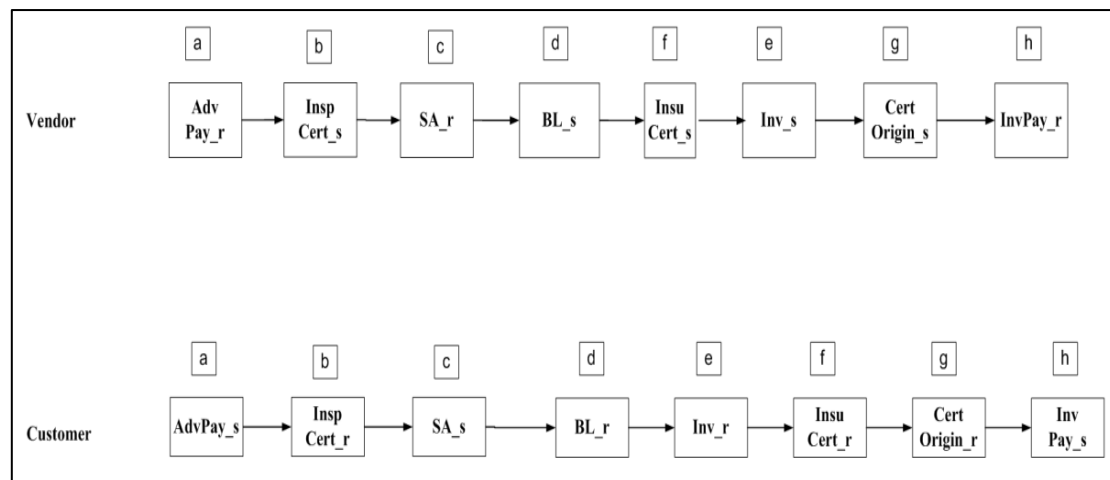 a b c d f e g h
Vendor
Adv
Pay_r
Insp
Cert_s
SA_r
BL_s
Insu
Cert_s
Inv_s
Cert
Origin_s
InvPay_r
a b c d e f g h
Customer
AdvPay_s
Insp
Cert_r
SA_s
BL_r
Inv_r
Insu
Cert_r
Cert
Origin_r
Inv
Pay_s